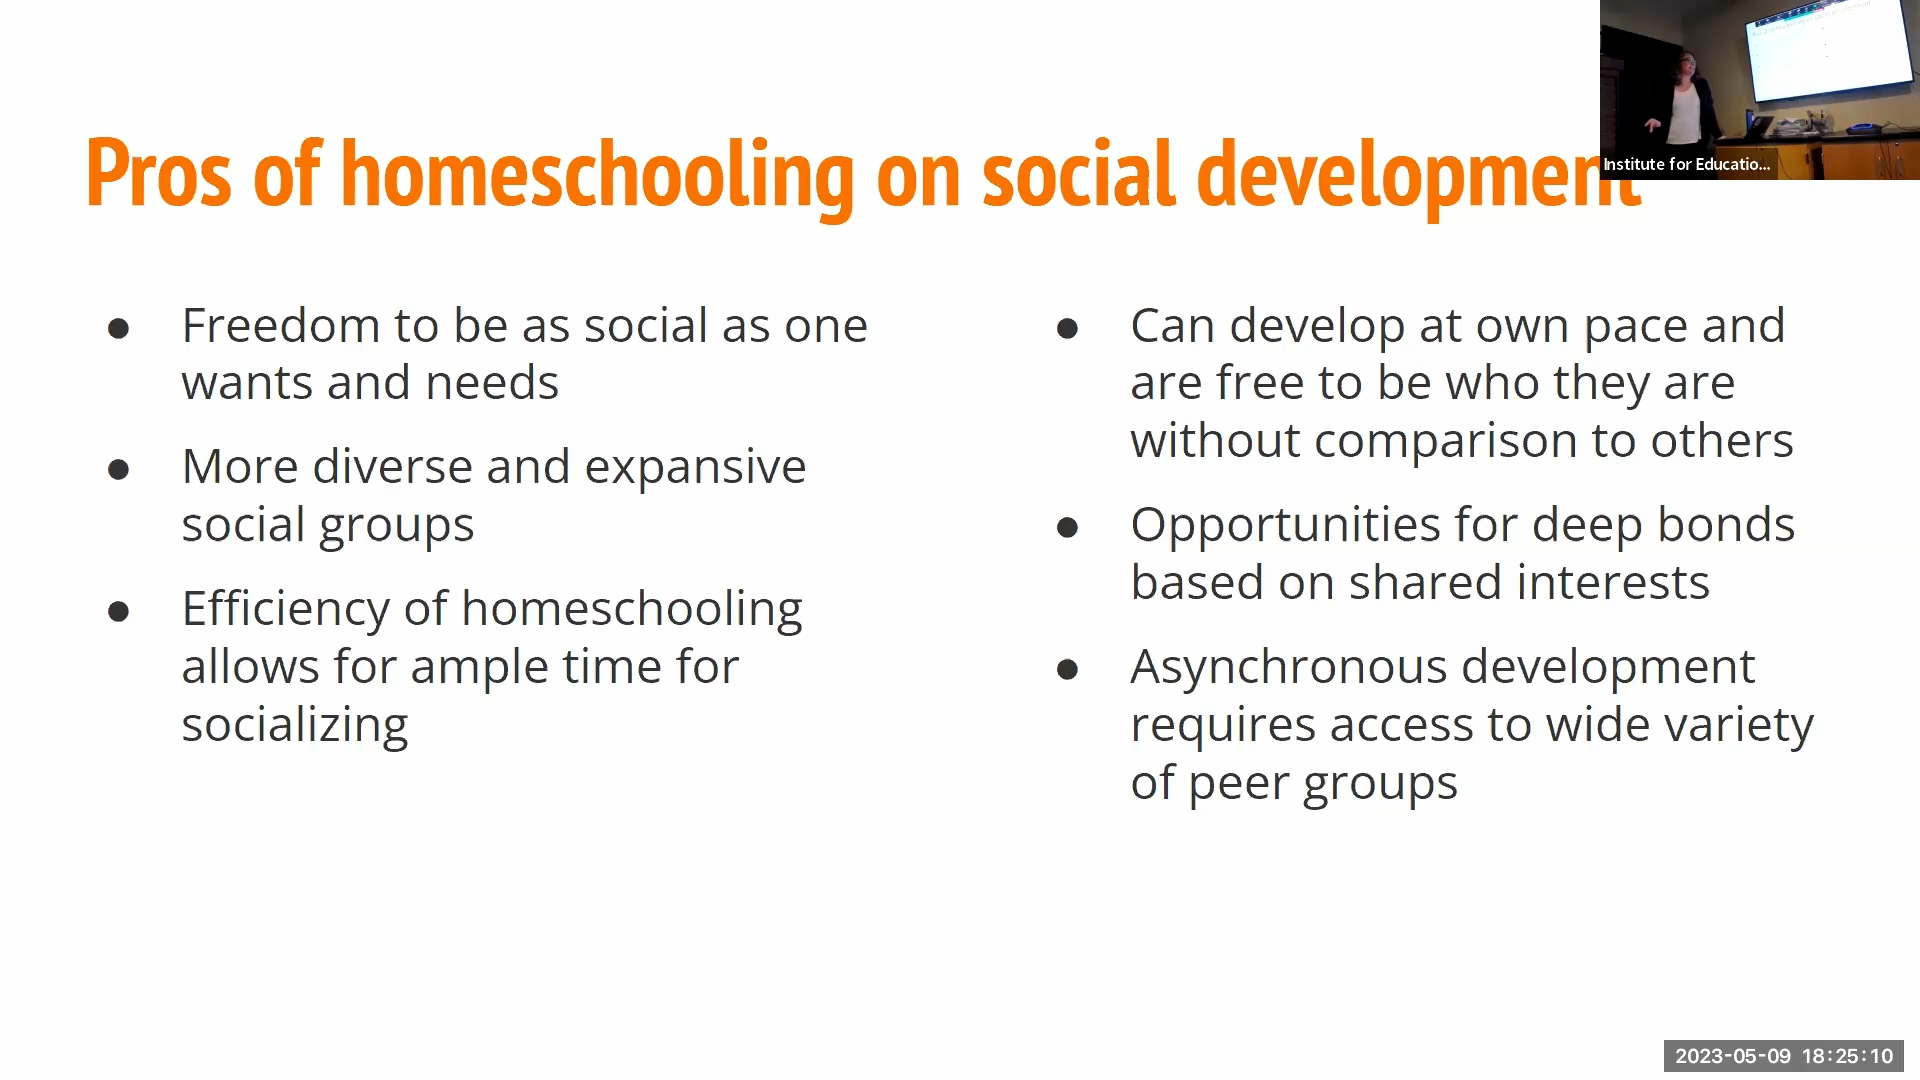 Pros of homeschooling on social development
● Freedom to be as social as one
wants and needs
● More diverse and expansive
social groups
● Efficiency of homeschooling
allows for ample time for
socializing
● Can develop at own pace and
are free to be who they are
without comparison to others
● Opportunities for deep bonds
based on shared interests
● Asynchronous development
requires access to wide variety
of peer groups
Institute for Educatio...
2023-05-09 18:25:10